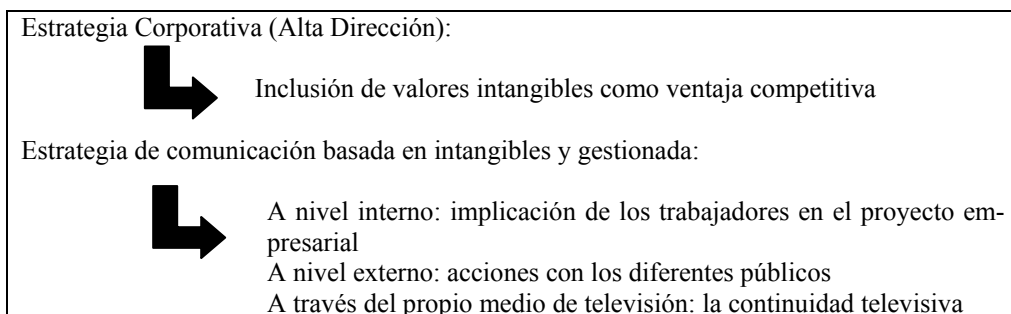 Estrategia Corporativa (Alta Dirección):
Inclusión de valores intangibles como ventaja competitiva
Estrategia de comunicación basada en intangibles y gestionada:
A nivel interno: implicación de los trabajadores en el proyecto em-
presarial
A nivel externo: acciones con los diferentes públicos
A través del propio medio de televisión: la continuidad televisiva